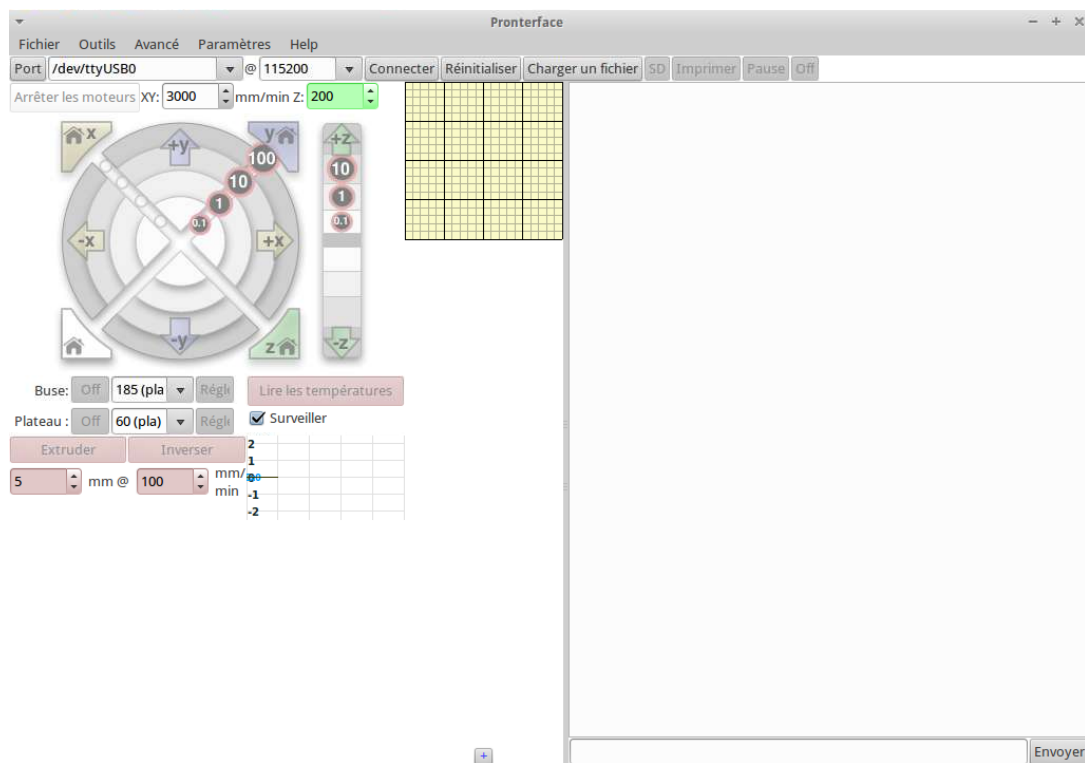 Pronterface
Fichier Outils Avancé Paramètres Help
Port /dev/ttyUSB0 @ 115200 Connecter Réinitialiser Charger un fichier SD Imprimer Pause Off
Arrêter les moteurs XY: 3000 mm/min Z: 200
x +y y +z
100
10 10
1 1
0.1 0.1
-x +x
-y z -z
Buse: Off 185 (pla Régl Lire les températures
Plateau : Off 60 (pla) Régl Surveiller
Extruder Inverser
5 mm @ 100 mm/
min
2
1
0
-1
-2
+
Envoyer